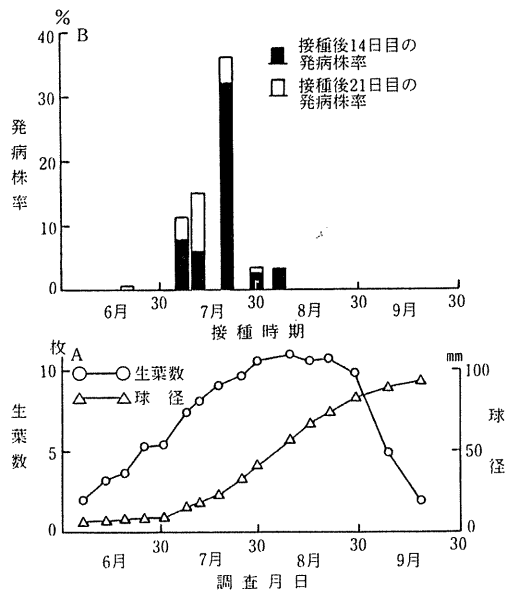 %
B
40
30
20
10
0
発病株率
接種後14日目の
発病株率
接種後21日目の
発病株率
30 30 30 30
6月 7月 8月 9月
接種時期
枚
A
mm
10
5
0
生葉数
生葉数
球 径
100
50
0
球径
30 30 30 30
6月 7月 8月 9月
調査月日